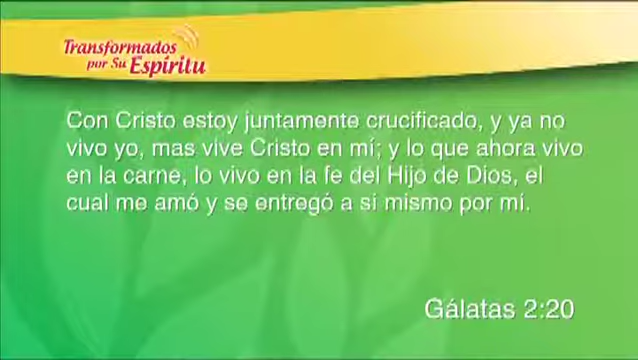 Transformados
por Su Espíritu
Con Cristo estoy juntamente crucificado, y ya no
vivo yo, mas vive Cristo en mí; y lo que ahora vivo
en la carne, lo vivo en la fe del Hijo de Dios, el
cual me amó y se entregó a si mismo por mí.
Gálatas 2:20